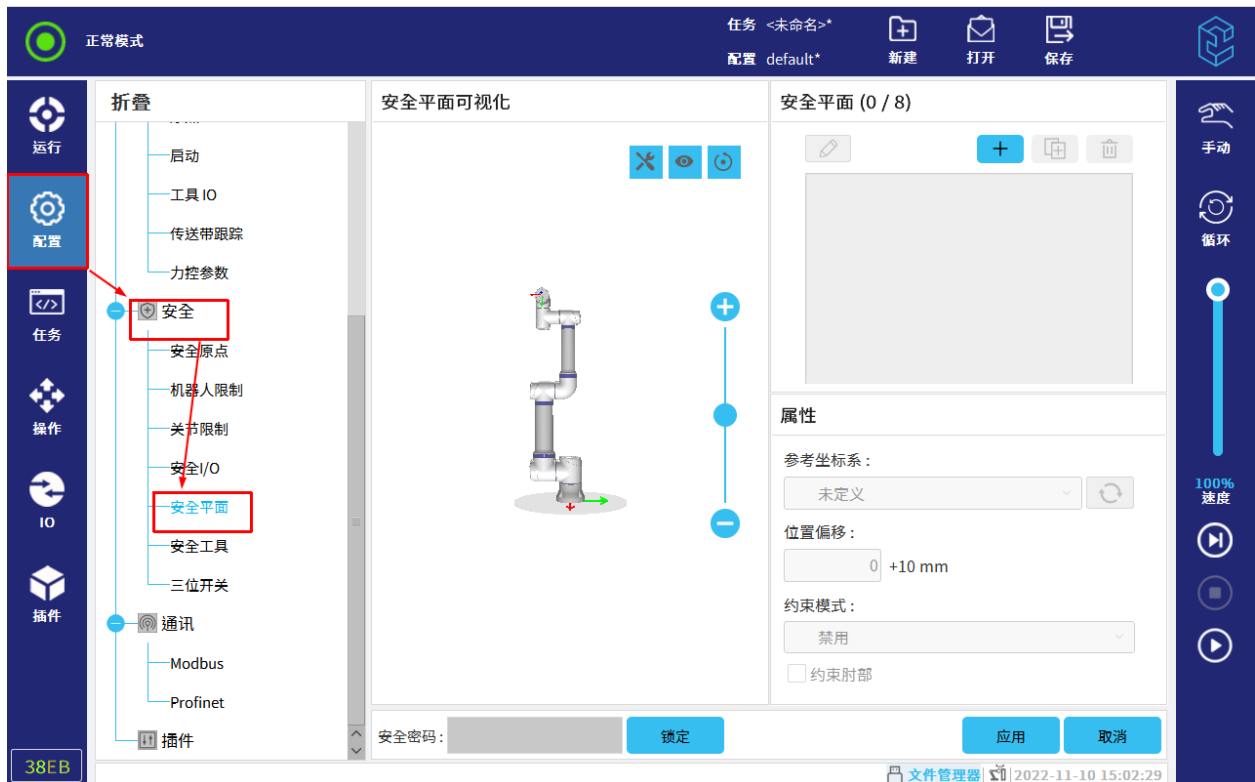 正常模式
任务 <未命名>*
配置 default*
新建
打开
保存
运行
配置
任务
操作
IO
插件
38EB
折叠
启动
工具 IO
传送带跟踪
力控参数
安全
安全原点
机器人限制
关节限制
安全I/O
安全平面
安全工具
三位开关
通讯
Modbus
Profinet
插件
安全平面可视化
安全平面 (0 / 8)
属性
参考坐标系 :
未定义
位置偏移 :
0 +10 mm
约束模式 :
禁用
约束肘部
安全密码 :
锁定
应用
取消
手动
循环
100%
速度
文件管理器
2022-11-10 15:02:29